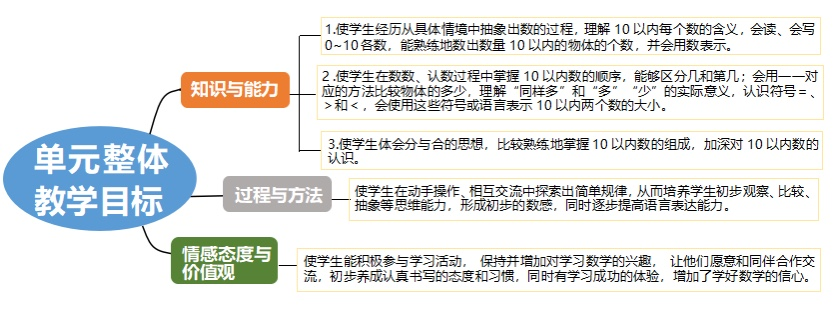 单元整体
教学目标
知识与能力
1.使学生经历从具体情境中抽象出数的过程，理解 10 以内每个数的含义，会读、会写
0~10 各数，能熟练地数出数量 10 以内的物体的个数，并会用数表示。
2 .使学生在数数、认数过程中掌握 10 以内数的顺序，能够区分几和第几；会用一一对
应的方法比较物体的多少，理解“同样多”和“多”“少”的实际意义，认识符号＝、
＞和＜，会使用这些符号或语言表示 10 以内两个数的大小。
3.使学生体会分与合的思想，比较熟练地掌握 10 以内数的组成，加深对 10 以内数的
认识。
过程与方法
使学生在动手操作、相互交流中探索出简单规律，从而培养学生初步观察、比较、
抽象等思维能力，形成初步的数感，同时逐步提高语言表达能力。
情感态度与
价值观
使学生能积极参与学习活动， 保持并增加对学习数学的兴趣， 让他们愿意和同伴合作交
流，初步养成认真书写的态度和习惯，同时有学习成功的体验，增加了学好数学的信心。